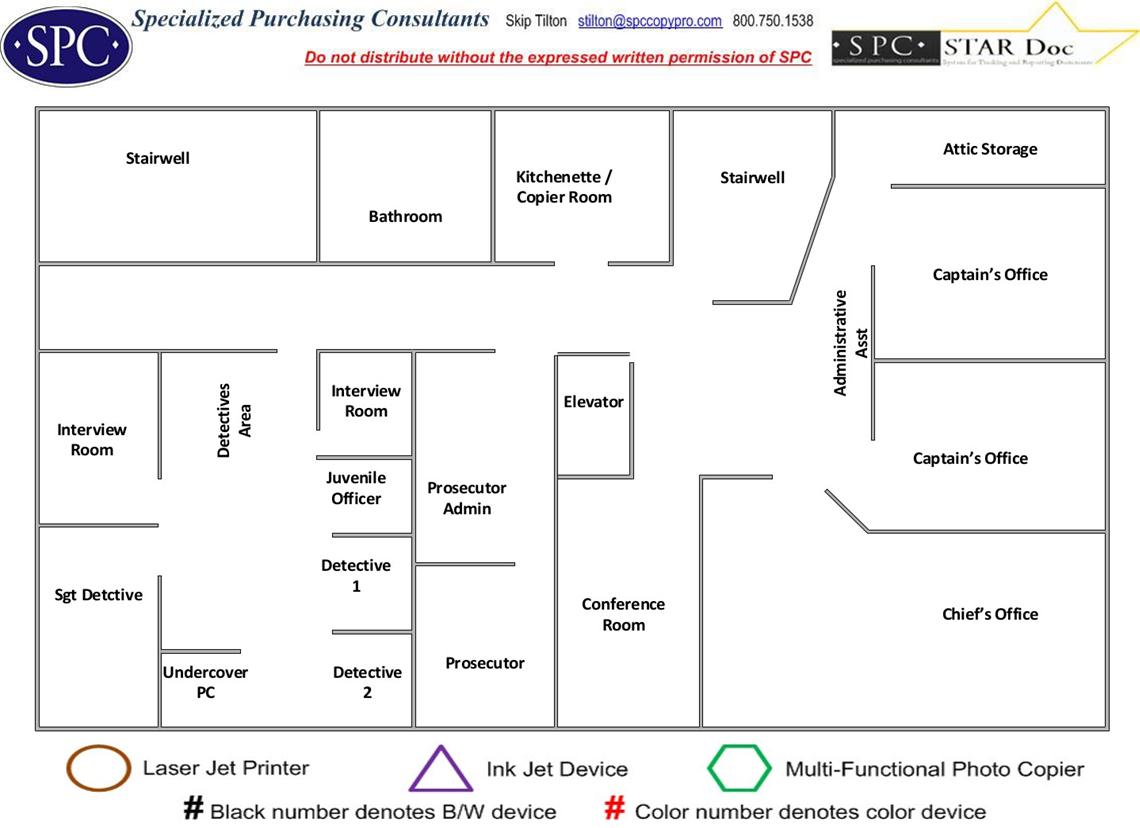 Specialized Purchasing Consultants Skip Tilton stilton@spccopypro.com 800.750.1538
·SPC·
Do not distribute without the expressed written permission of SPC
·SPC· STAR Doc
specialized purchasing consultants System for Tracking and Reporting Documents
Stairwell
Bathroom
Kitchenette /
Copier Room
Stairwell
Attic Storage
Captain's Office
Administrative
Asst
Captain's Office
Interview
Room
Detectives
Area
Interview
Room
Elevator
Juvenile
Officer
Prosecutor
Admin
Detective
1
Sgt Detctive
Conference
Room
Chief's Office
Undercover
PC
Detective
2
Prosecutor
Laser Jet Printer
Ink Jet Device
Multi-Functional Photo Copier
# Black number denotes B/W device
# Color number denotes color device